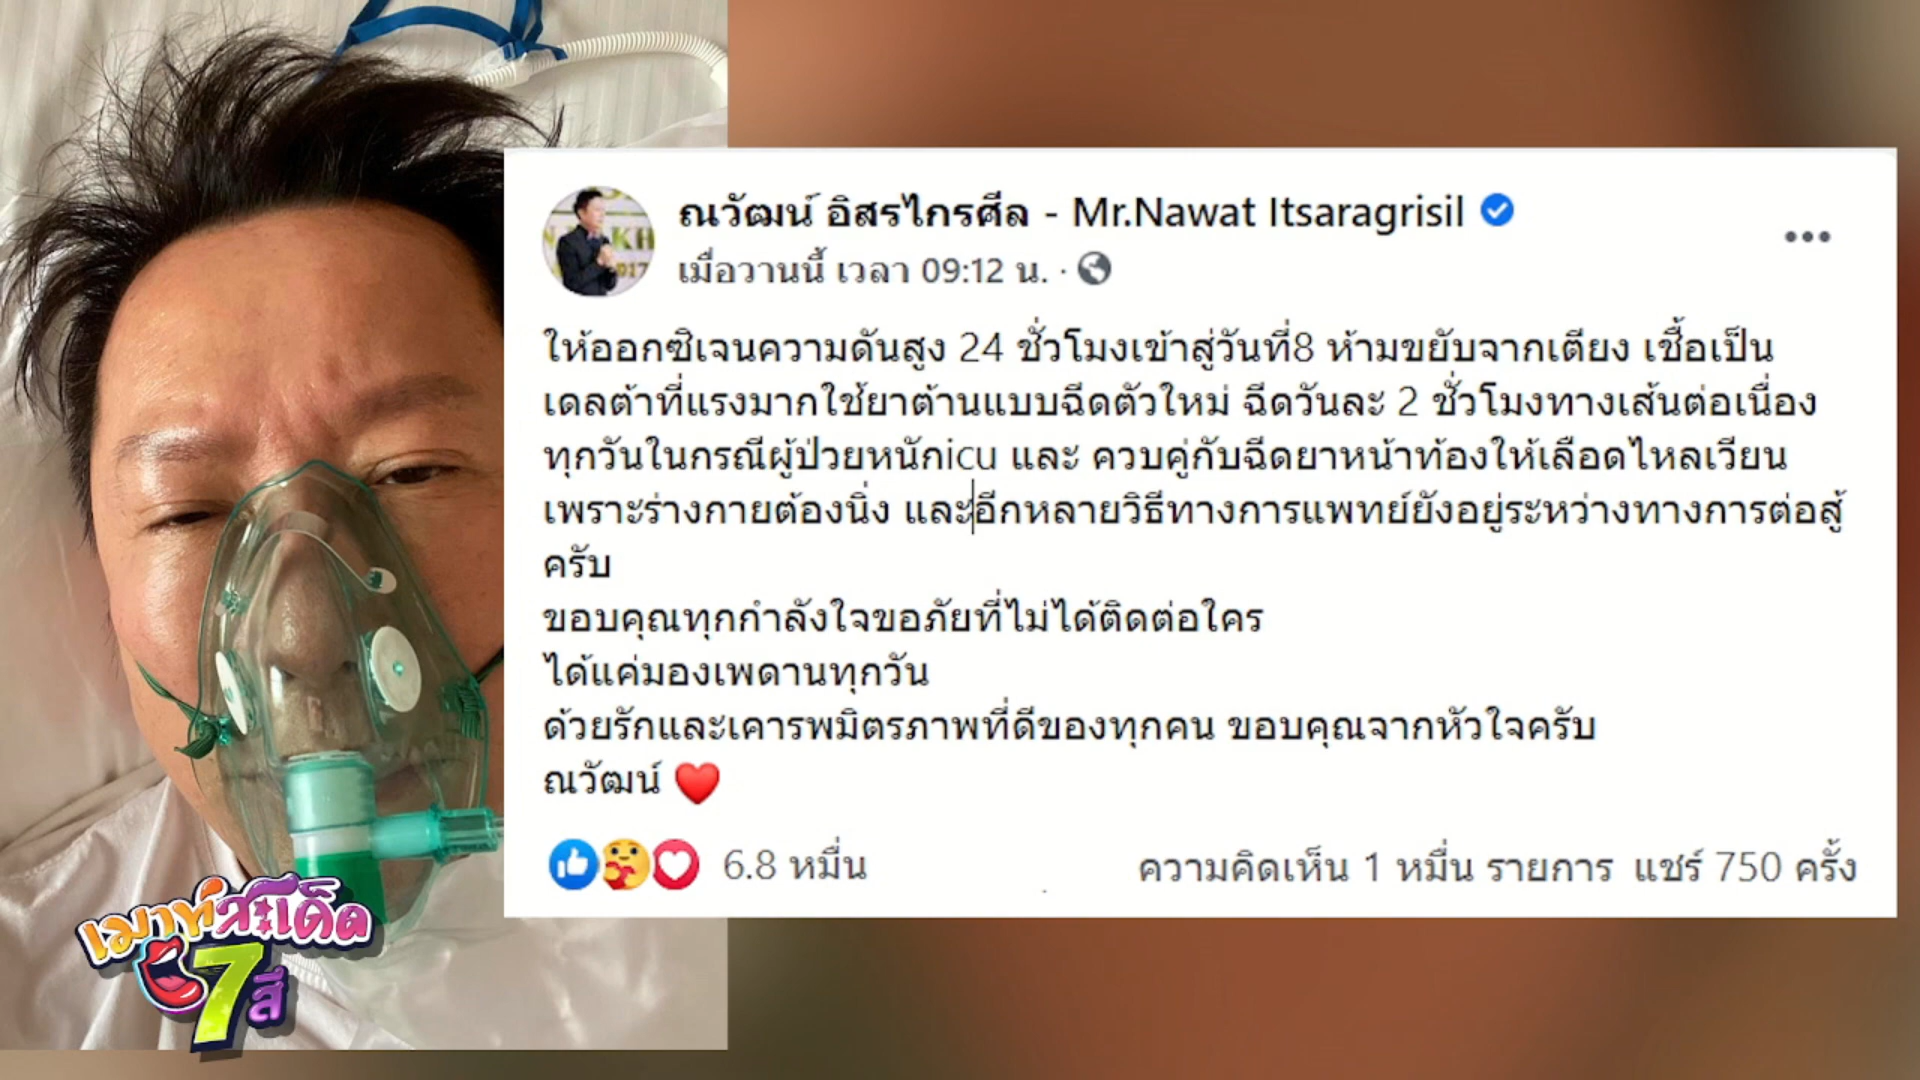 ณวัฒน์ อิสรไกรศีล - Mr.Nawat Itsaragrisil
เมื่อวานนี้ เวลา 09:12 น. ·
ให้ออกซิเจนความดันสูง 24 ชั่วโมงเข้าสู่วันที่8 ห้ามขยับจากเตียง เชื้อเป็น
เดลต้าที่แรงมากใช้ยาต้านแบบฉีดตัวใหม่ ฉีดวันละ 2 ชั่วโมงทางเส้นต่อเนื่อง
ทุกวันในกรณีผู้ป่วยหนักicu และ ควบคู่กับฉีดยาหน้าท้องให้เลือดไหลเวียน
เพราะร่างกายต้องนิ่ง และอีกหลายวิธีทางการแพทย์ยังอยู่ระหว่างทางการต่อสู้
ครับ
ขอบคุณทุกกำลังใจขอภัยที่ไม่ได้ติดต่อใคร
ได้แค่มองเพดานทุกวัน
ด้วยรักและเคารพมิตรภาพที่ดีของทุกคน ขอบคุณจากหัวใจครับ
ณวัฒน์ ❤️
6.8 หมื่น
ความคิดเห็น 1 หมื่น รายการ แชร์ 750 ครั้ง
เมาท์สะเด็ด
7สี